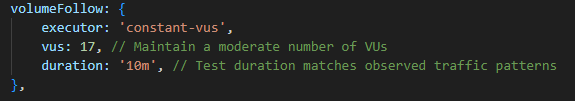 volumeFollow: {
    executor: 'constant-vus',
    vus: 17, // Maintain a moderate number of VUs
    duration: '10m', // Test duration matches observed traffic patterns
},